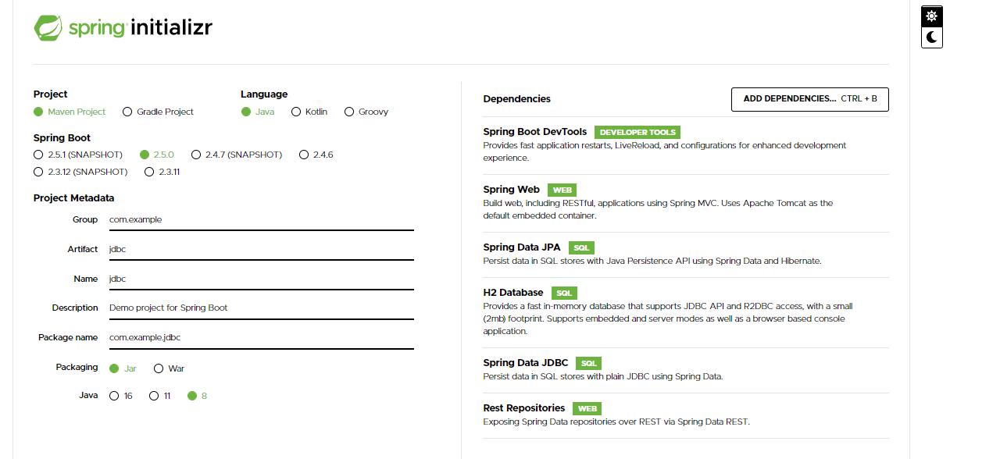 spring initializr
Project
Maven Project Gradle Project
Language
Java Kotlin Groovy
Spring Boot
2.5.1 (SNAPSHOT) 2.5.0 2.4.7 (SNAPSHOT) 2.4.6
2.3.12 (SNAPSHOT) 2.3.11
Project Metadata
Group com.example
Artifact jdbc
Name jdbc
Description Demo project for Spring Boot
Package name com.example.jdbc
Packaging Jar War
Java 16 11 8
Dependencies
ADD DEPENDENCIES... CTRL + B
Spring Boot DevTools DEVELOPER TOOLS
Provides fast application restarts, LiveReload, and configurations for enhanced development
experience.
Spring Web WEB
Build web, including RESTful, applications using Spring MVC. Uses Apache Tomcat as the
default embedded container.
Spring Data JPA SQL
Persist data in SQL stores with Java Persistence API using Spring Data and Hibernate.
H2 Database SQL
Provides a fast in-memory database that supports JDBC API and R2DBC access, with a small
(2mb) footprint. Supports embedded and server modes as well as a browser based console
application.
Spring Data JDBC SQL
Persist data in SQL stores with plain JDBC using Spring Data.
Rest Repositories WEB
Exposing Spring Data repositories over REST via Spring Data REST.